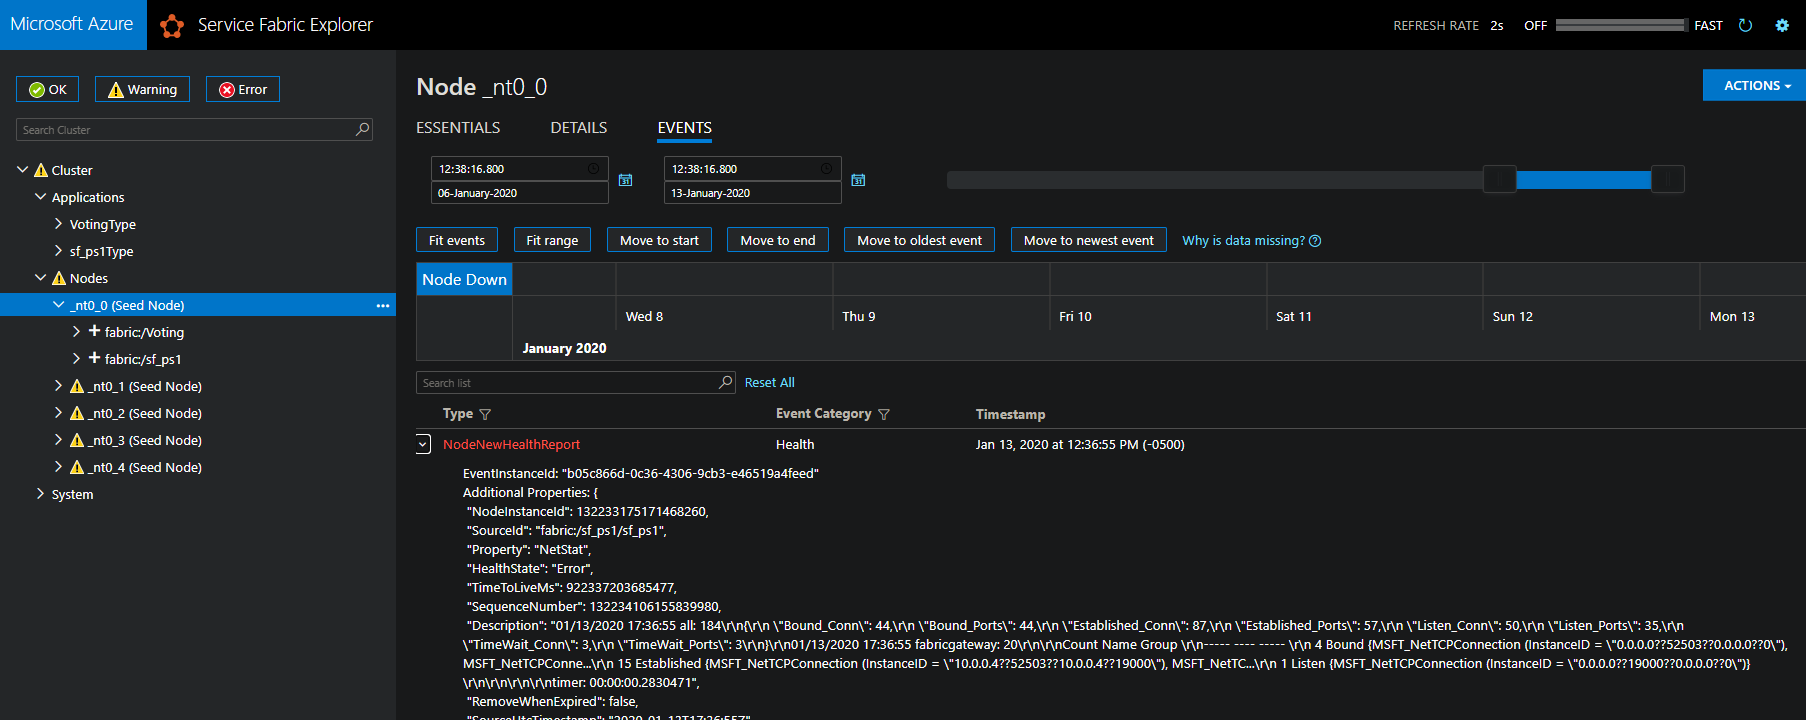 Microsoft Azure
Service Fabric Explorer
REFRESH RATE 2s OFF FAST
OK
Warning
Error
Search Cluster
Cluster
Applications
VotingType
sf_ps1Type
Nodes
_nt0_0 (Seed Node)
fabric:/Voting
fabric:/sf_ps1
_nt0_1 (Seed Node)
_nt0_2 (Seed Node)
_nt0_3 (Seed Node)
_nt0_4 (Seed Node)
System
Node _nt0_0
ACTIONS
ESSENTIALS DETAILS EVENTS
12:38:16.800
06-January-2020
31
12:38:16.800
13-January-2020
31
Fit events Fit range Move to start Move to end Move to oldest event Move to newest event Why is data missing?
Node Down
Wed 8 Thu 9 Fri 10 Sat 11 Sun 12 Mon 13
January 2020
Search list Reset All
Type Event Category Timestamp
NodeNewHealthReport Health Jan 13, 2020 at 12:36:55 PM (-0500)
EventInstanceId: "b05c866d-0c36-4306-9cb3-e46519a4feed"
Additional Properties: {
"NodeInstanceId": 132233175171468260,
"SourceId": "fabric:/sf_ps1/sf_ps1",
"Property": "NetStat",
"HealthState": "Error",
"TimeToLiveMs": 922337203685477,
"SequenceNumber": 132234106155839980,
"Description": "01/13/2020 17:36:55 all: 184\r\n{\r\n \"Bound_Conn\": 44,\r\n \"Bound_Ports\": 44,\r\n \"Established_Conn\": 87,\r\n \"Established_Ports\": 57,\r\n \"Listen_Conn\": 50,\r\n \"Listen_Ports\": 35,\r\n
\"TimeWait_Conn\": 3,\r\n \"TimeWait_Ports\": 3\r\n}\r\n01/13/2020 17:36:55 fabricgateway: 20\r\n\r\nCount Name Group \r\n----- ---- ----- \r\n 4 Bound {MSFT_NetTCPConnection (InstanceID = \"0.0.0.0??52503??0.0.0.0??0\"),
MSFT_NetTCPConne...\r\n 15 Established {MSFT_NetTCPConnection (InstanceID = \"10.0.0.4??52503??10.0.0.4??19000\"), MSFT_NetTC...\r\n 1 Listen {MSFT_NetTCPConnection (InstanceID = \"0.0.0.0??19000??0.0.0.0??0\")}
\r\n\r\n\r\n\r\ntimer: 00:00:00.2830471",
"RemoveWhenExpired": false,
"SourceUtcTimestamp": "2020-01-13T17:36:55Z"